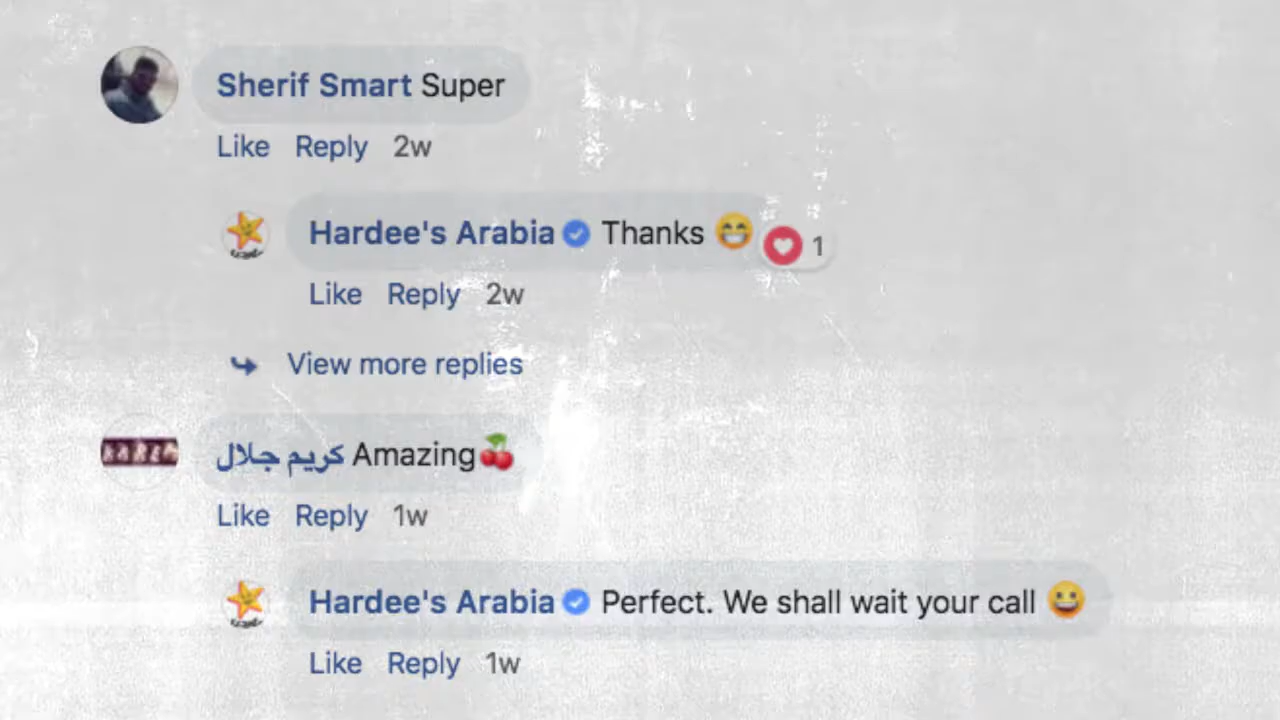 Sherif Smart Super
Like Reply 2w
Hardee's Arabia Thanks 😁 1
Like Reply 2w
View more replies
كريم جلال Amazing🍒
Like Reply 1w
Hardee's Arabia Perfect. We shall wait your call 😀
Like Reply 1w